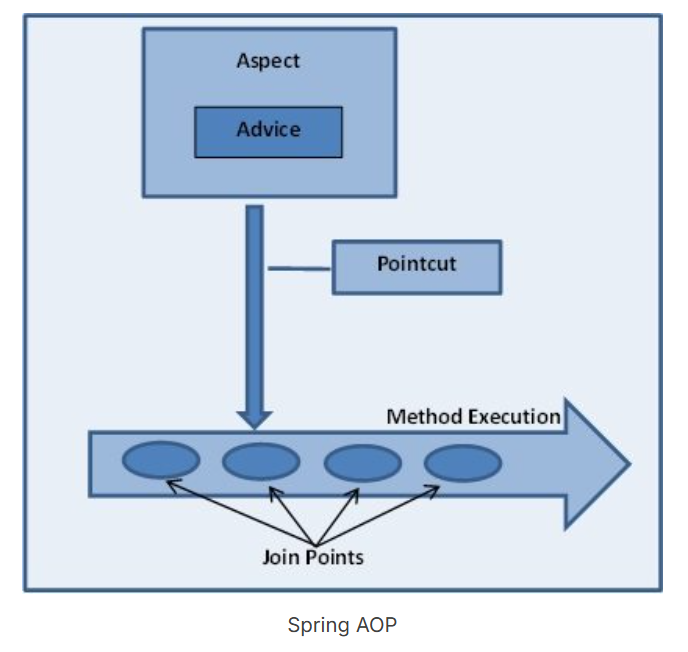 Aspect
Advice
Pointcut
Method Execution
Join Points
Spring AOP